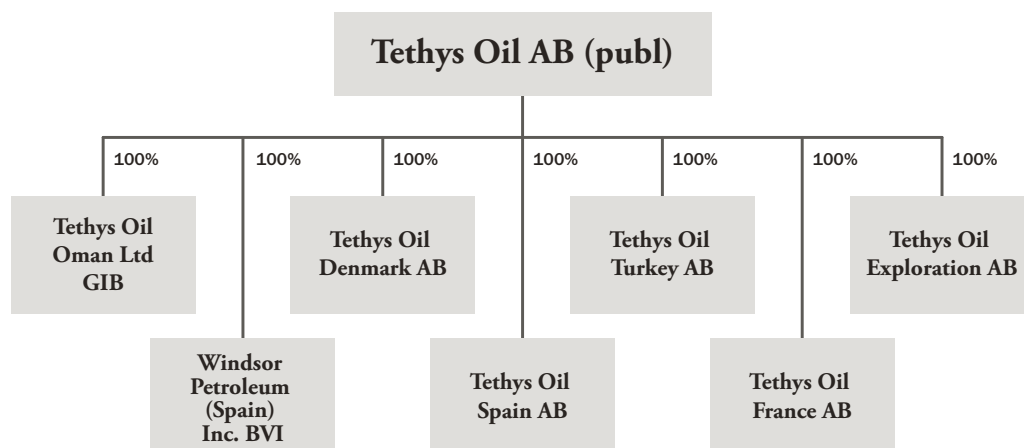 Tethys Oil AB (publ)
100%
100%
100%
100%
100%
100%
100%
Tethys Oil
Oman Ltd
GIB
Tethys Oil
Denmark AB
Tethys Oil
Turkey AB
Tethys Oil
Exploration AB
Windsor
Petroleum
(Spain)
Inc. BVI
Tethys Oil
Spain AB
Tethys Oil
France AB